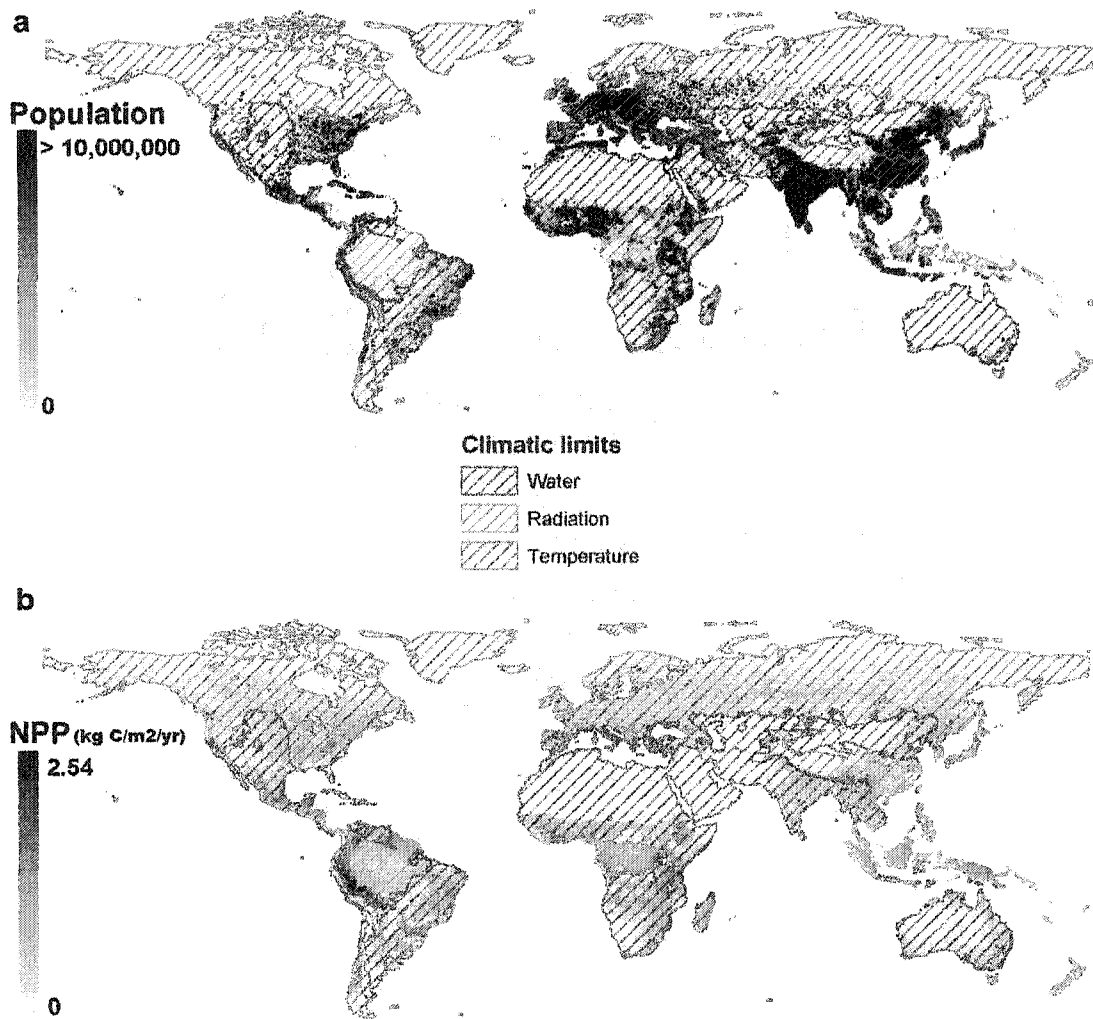 a
Population
> 10,000,000
0
Climatic limits
Water
Radiation
Temperature
b
NPP (kg C/m2/yr)
2.54
0